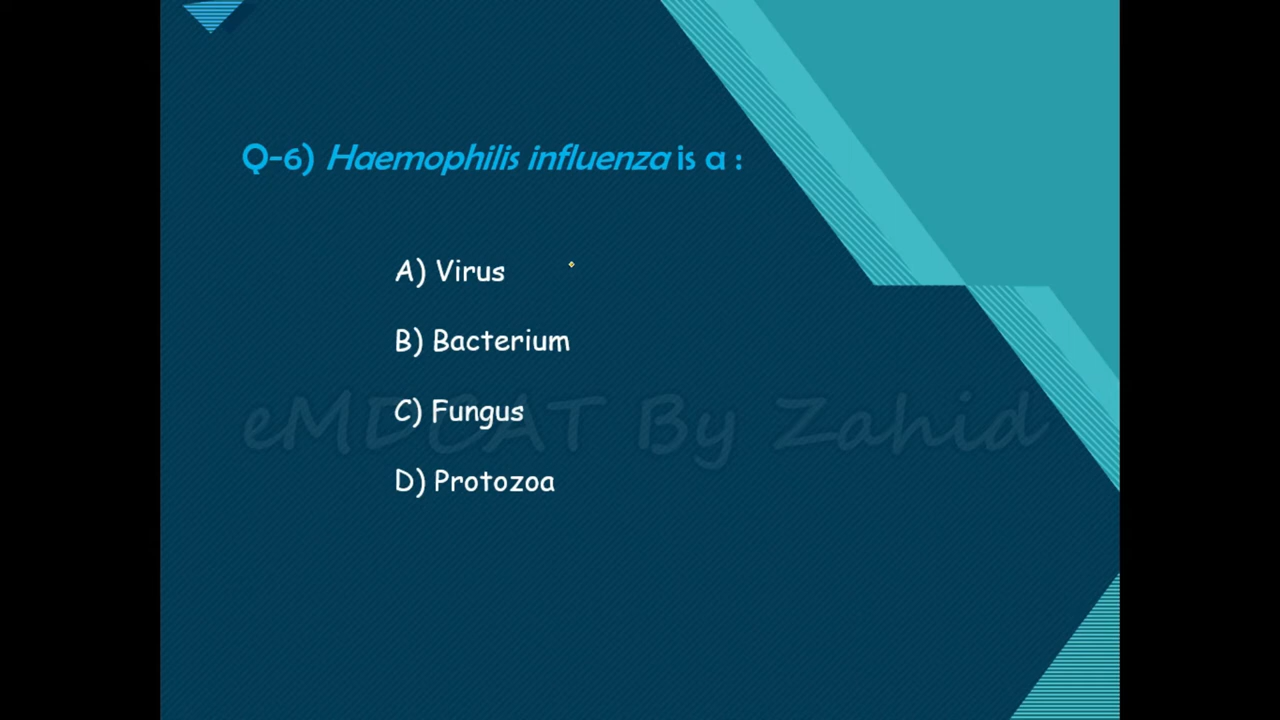 Q-6) Haemophilis influenza is a :
A) Virus
B) Bacterium
C) Fungus
D) Protozoa
eMDCAT By Zahid